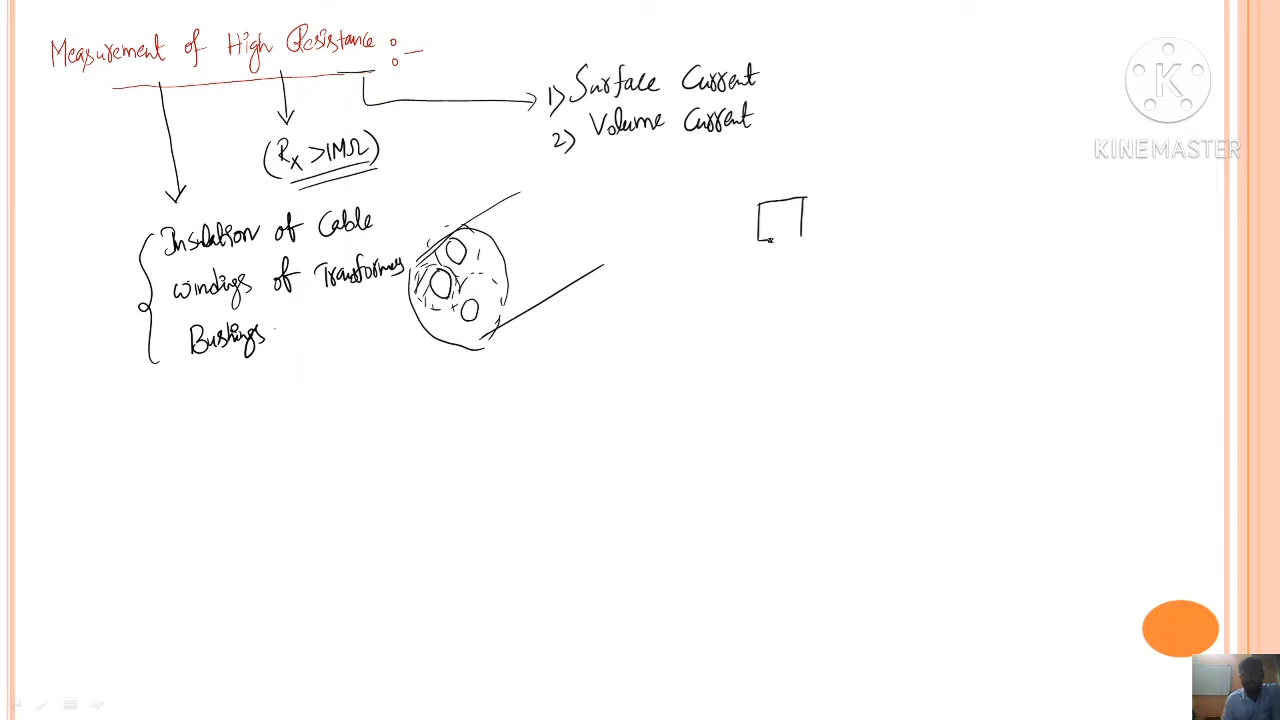 Measurement of High Resistance :-
1) Surface Current
2) Volume Current
(Rx > 1MΩ)
Insulation of Cable
Windings of Transformers
Bushings
K
KINEMASTER